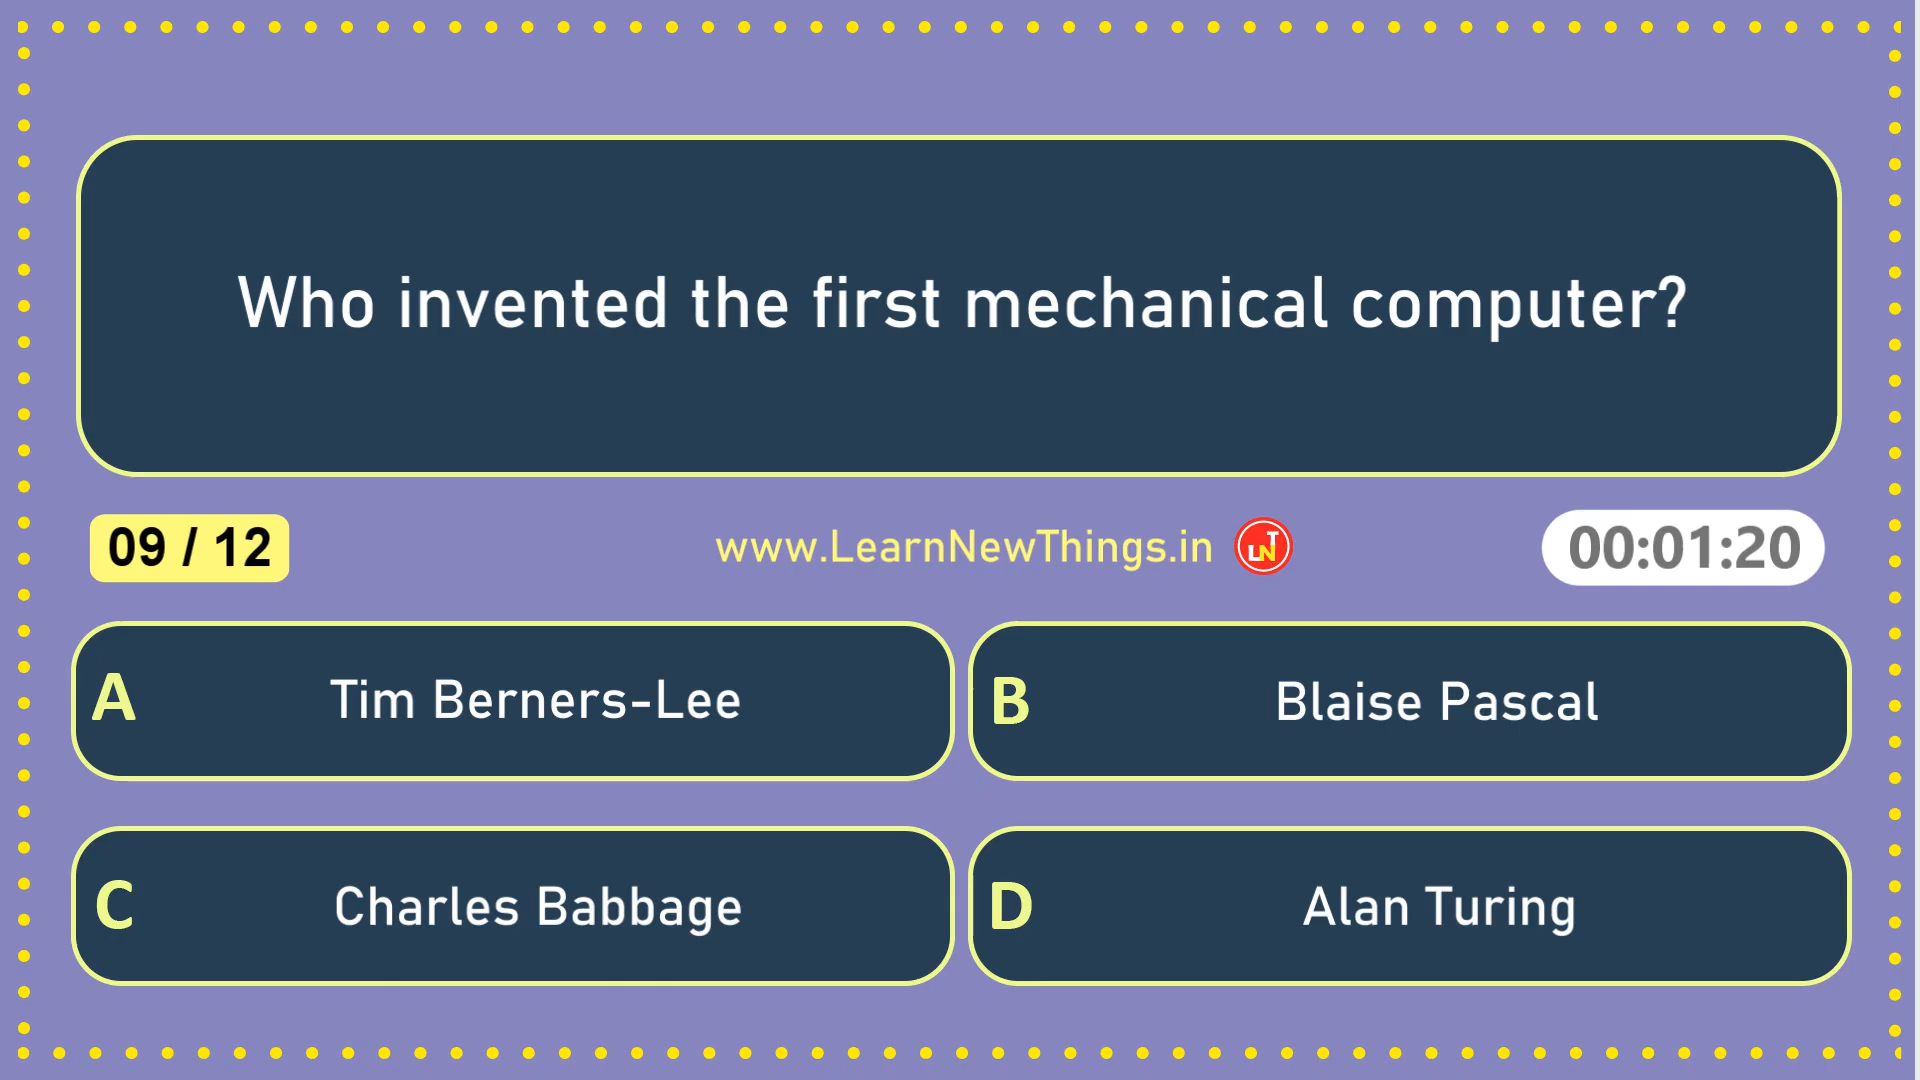 Who invented the first mechanical computer?
09 / 12
www.LearnNewThings.in
LNT
00:01:20
A
Tim Berners-Lee
B
Blaise Pascal
C
Charles Babbage
D
Alan Turing